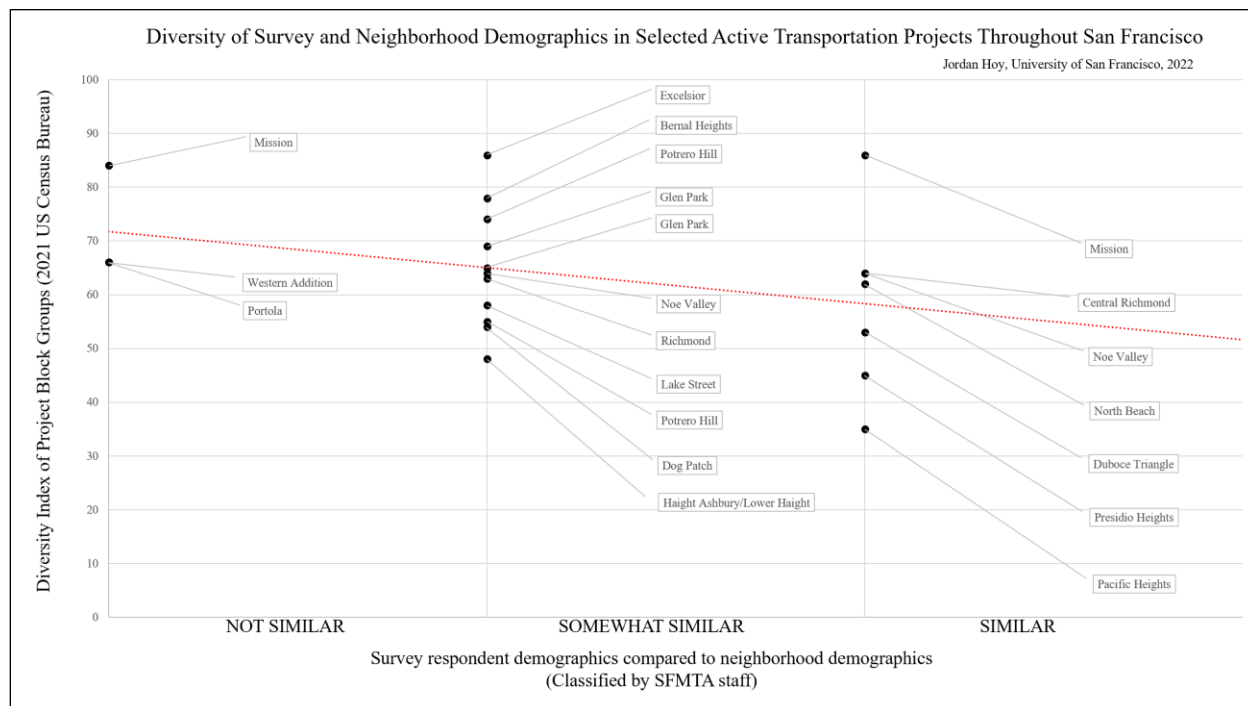 Diversity of Survey and Neighborhood Demographics in Selected Active Transportation Projects Throughout San Francisco
Jordan Hoy, University of San Francisco, 2022
Diversity Index of Project Block Groups (2021 US Census Bureau)
100
90
80
70
60
50
40
30
20
10
0
Mission
Western Addition
Portola
Excelsior
Bernal Heights
Potrero Hill
Glen Park
Glen Park
Noe Valley
Richmond
Lake Street
Potrero Hill
Dog Patch
Haight Ashbury/Lower Haight
Mission
Central Richmond
Noe Valley
North Beach
Duboce Triangle
Presidio Heights
Pacific Heights
NOT SIMILAR
SOMEWHAT SIMILAR
SIMILAR
Survey respondent demographics compared to neighborhood demographics
(Classified by SFMTA staff)